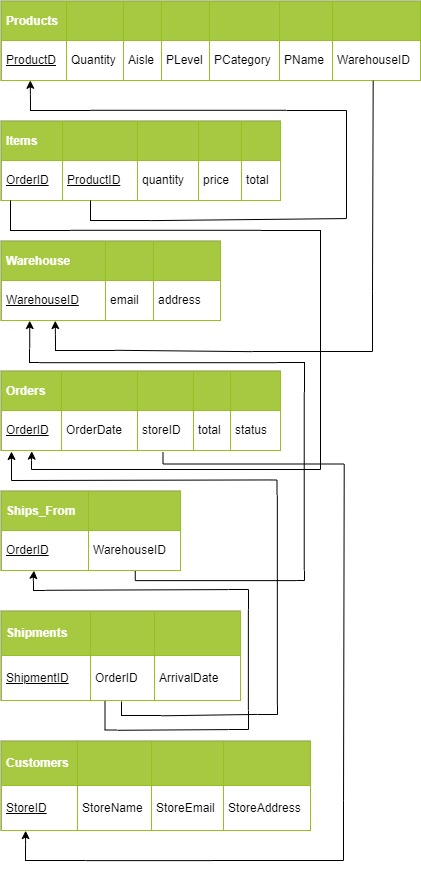 Products
ProductD Quantity Aisle PLevel PCategory PName WarehouseID
Items
OrderID ProductID quantity price total
Warehouse
WarehouseID email address
Orders
OrderID OrderDate storeID total status
Ships_From
OrderID WarehouseID
Shipments
ShipmentID OrderID ArrivalDate
Customers
StoreID StoreName StoreEmail StoreAddress